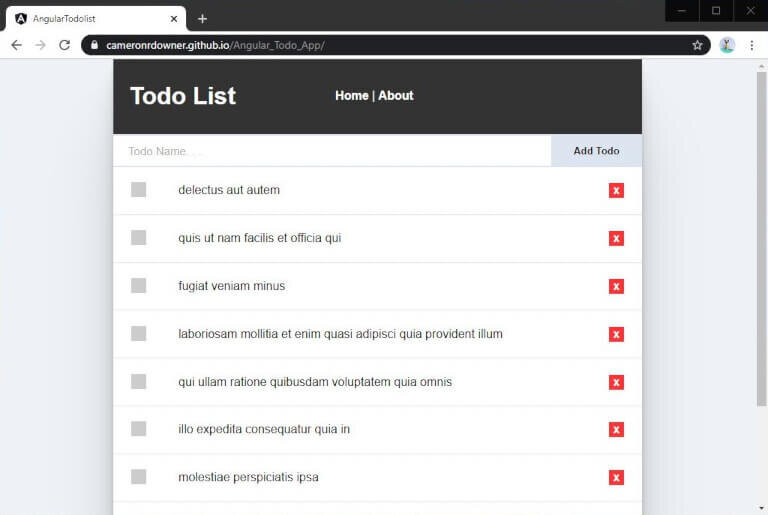 AngularTodolist
cameronrdowner.github.io/Angular_Todo_App/
Todo List
Home | About
Todo Name. . .
Add Todo
delectus aut autem
x
quis ut nam facilis et officia qui
x
fugiat veniam minus
x
laboriosam mollitia et enim quasi adipisci quia provident illum
x
qui ullam ratione quibusdam voluptatem quia omnis
x
illo expedita consequatur quia in
x
molestiae perspiciatis ipsa
x